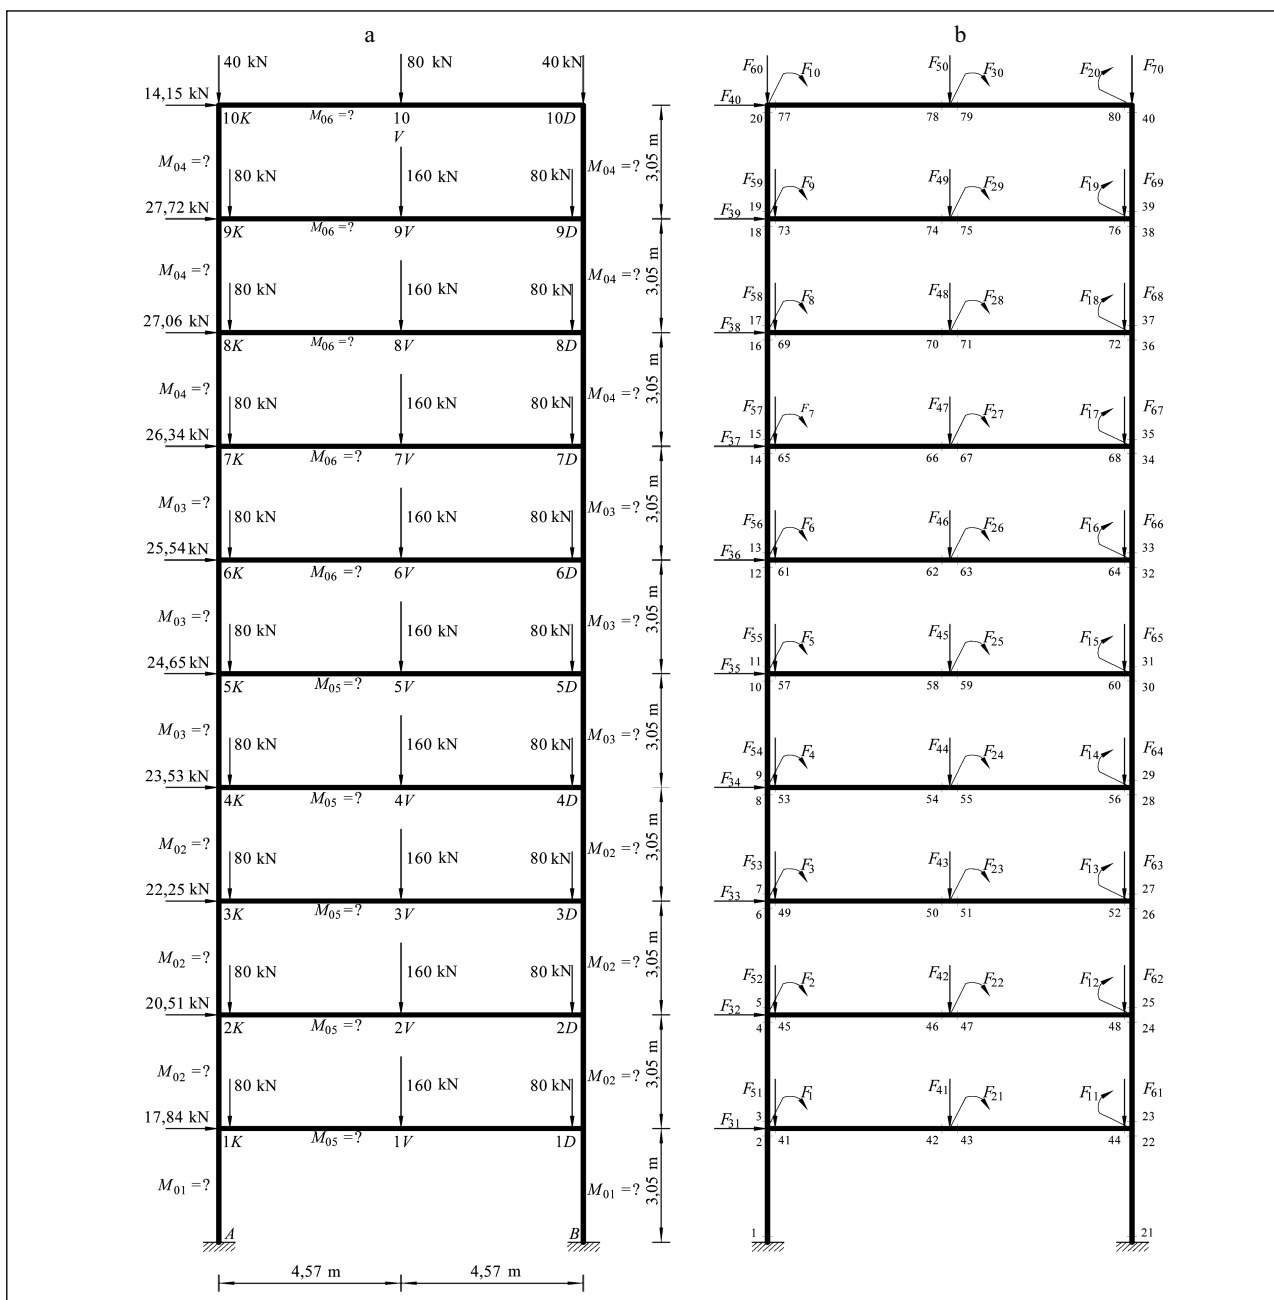 a b
40 kN 80 kN 40 kN F60 F10 F50 F30 F20 F70
14,15 kN F40
10K M06 =? 10 10D 20 77 78 79 80 40
V
M04 =? 80 kN 160 kN 80 kN M04 =? 3,05 m F59 F9 F49 F29 F19 F69
27,72 kN F39 19 39
9K M06 =? 9V 9D 18 73 74 75 76 38
M04 =? 80 kN 160 kN 80 kN M04 =? 3,05 m F58 F8 F48 F28 F18 F68
27,06 kN F38 17 37
8K M06 =? 8V 8D 16 69 70 71 72 36
M04 =? 80 kN 160 kN 80 kN M04 =? 3,05 m F57 F7 F47 F27 F17 F67
26,34 kN F37 15 35
7K M06 =? 7V 7D 14 65 66 67 68 34
M03 =? 80 kN 160 kN 80 kN M03 =? 3,05 m F56 F6 F46 F26 F16 F66
25,54 kN F36 13 33
6K M06 =? 6V 6D 12 61 62 63 64 32
M03 =? 80 kN 160 kN 80 kN M03 =? 3,05 m F55 F5 F45 F25 F15 F65
24,65 kN F35 11 31
5K M05 =? 5V 5D 10 57 58 59 60 30
M03 =? 80 kN 160 kN 80 kN M03 =? 3,05 m F54 F4 F44 F24 F14 F64
23,53 kN F34 9 29
4K M05 =? 4V 4D 8 53 54 55 56 28
M02 =? 80 kN 160 kN 80 kN M02 =? 3,05 m F53 F3 F43 F23 F13 F63
22,25 kN F33 7 27
3K M05 =? 3V 3D 6 49 50 51 52 26
M02 =? 80 kN 160 kN 80 kN M02 =? 3,05 m F52 F2 F42 F22 F12 F62
20,51 kN F32 5 25
2K M05 =? 2V 2D 4 45 46 47 48 24
M02 =? 80 kN 160 kN 80 kN M02 =? 3,05 m F51 F1 F41 F21 F11 F61
17,84 kN F31 3 23
1K M05 =? 1V 1D 2 41 42 43 44 22
M01 =? M01 =? 3,05 m
A B 1 21
4,57 m 4,57 m